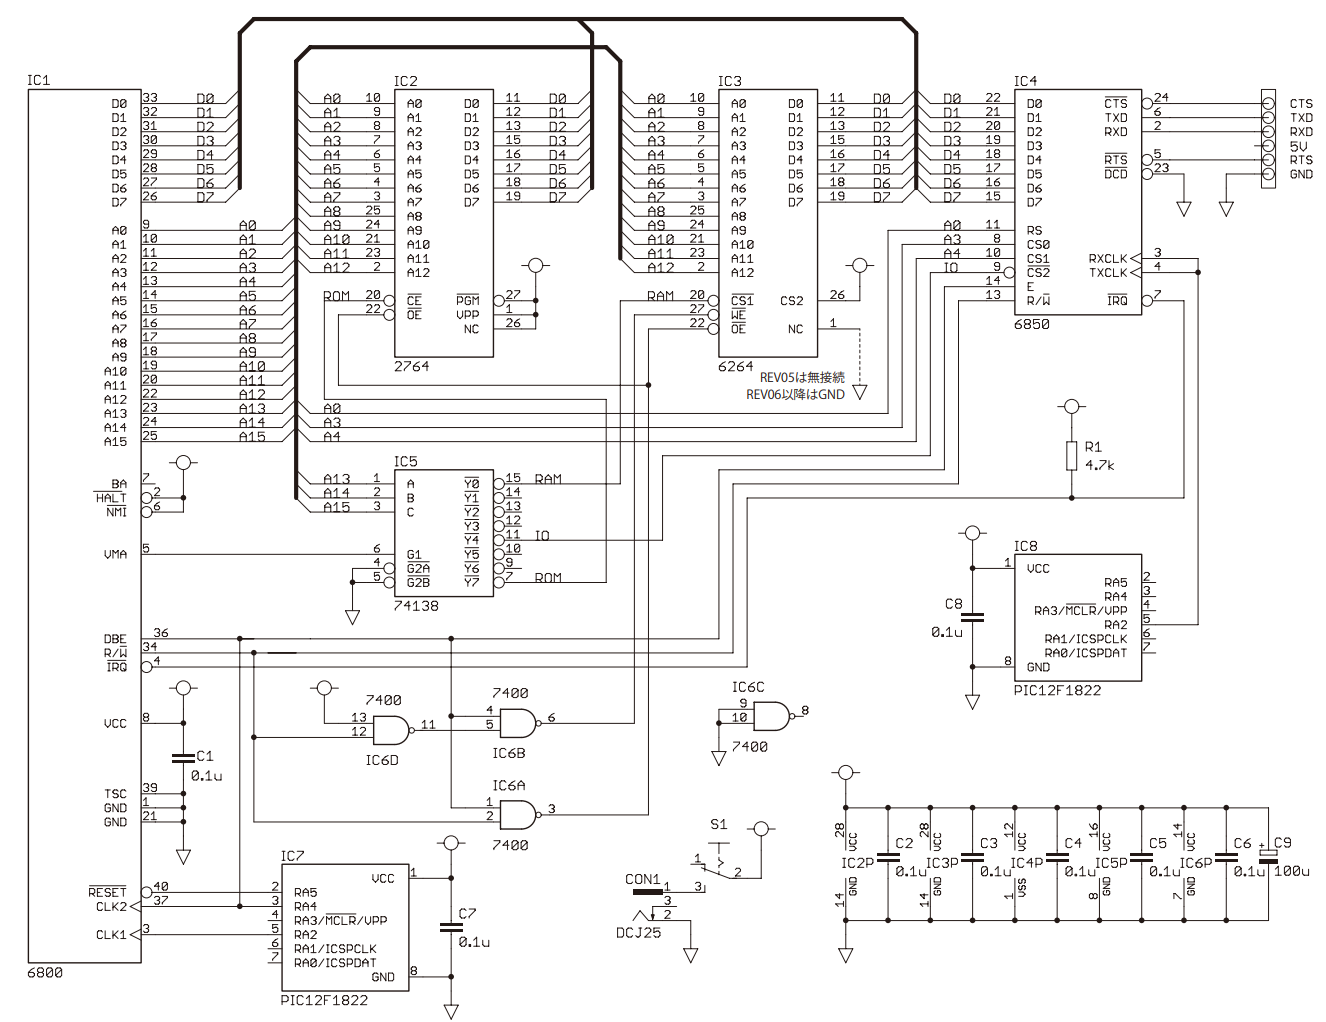 IC1
D0 33 D0
D1 32 D1
D2 31 D2
D3 30 D3
D4 29 D4
D5 28 D5
D6 27 D6
D7 26 D7
A0 9 A0
A1 10 A1
A2 11 A2
A3 12 A3
A4 13 A4
A5 14 A5
A6 15 A6
A7 16 A7
A8 17 A8
A9 18 A9
A10 19 A10
A11 20 A11
A12 22 A12
A13 23 A13
A14 24 A14
A15 25 A15
BA 7
HALT 2
NMI 6
VMA 5
DBE 36
R/W 34
IRQ 4
VCC 8
TSC 39
GND 1
GND 21
RESET 40
CLK2 37
CLK1 3
6800
C1
0.1u
IC2
A0 10 A0 D0 11 D0
A1 9 A1 D1 12 D1
A2 8 A2 D2 13 D2
A3 7 A3 D3 15 D3
A4 6 A4 D4 16 D4
A5 5 A5 D5 17 D5
A6 4 A6 D6 18 D6
A7 3 A7 D7 19 D7
A8 25 A8
A9 24 A9
A10 21 A10
A11 23 A11
A12 2 A12
ROM 20 CE PGM 27
22 OE VPP 1
NC 26
2764
IC3
A0 10 A0 D0 11 D0
A1 9 A1 D1 12 D1
A2 8 A2 D2 13 D2
A3 7 A3 D3 15 D3
A4 6 A4 D4 16 D4
A5 5 A5 D5 17 D5
A6 4 A6 D6 18 D6
A7 3 A7 D7 19 D7
A8 25 A8
A9 24 A9
A10 21 A10
A11 23 A11
A12 2 A12
RAM 20 CS1 CS2 26
27 WE
22 OE NC 1
6264
REV05は無接続
REV06以降はGND
IC4
D0 22 D0 CTS 24 CTS
D1 21 D1 TXD 6 TXD
D2 20 D2 RXD 2 RXD
D3 19 D3 5V
D4 18 D4 RTS 5 RTS
D5 17 D5 DCD 23 GND
D6 16 D6
D7 15 D7
A0 11 RS
A3 8 CS0
A4 10 CS1 RXCLK 3
IO 9 CS2 TXCLK 4
14 E
13 R/W IRQ 7
6850
A0
A3
A4
R1
4.7k
IC5
A13 1 A Y0 15 RAM
A14 2 B Y1 14
A15 3 C Y2 13
Y3 12
Y4 11 IO
6 G1 Y5 10
4 G2A Y6 9
5 G2B Y7 7 ROM
74138
IC8
1 VCC
RA5 2
RA4 3
RA3/MCLR/VPP 4
RA2 5
RA1/ICSPCLK 6
RA0/ICSPDAT 7
8 GND
PIC12F1822
C8
0.1u
7400
13
12
11
IC6D
7400
4
5
6
IC6B
IC6A
1
2
3
7400
IC6C
9
10
8
7400
IC7
VCC 1
2 RA5
3 RA4
4 RA3/MCLR/VPP
5 RA2
6 RA1/ICSPCLK
7 RA0/ICSPDAT
GND 8
PIC12F1822
C7
0.1u
S1
1
2
3
CON1
1
3
2
DCJ25
28 VCC
IC2P
14 GND
C2
0.1u
28 VCC
IC3P
14 GND
C3
0.1u
12 VCC
IC4P
1 VSS
C4
0.1u
16 VCC
IC5P
8 GND
C5
0.1u
14 VCC
IC6P
7 GND
C6
0.1u
+
C9
100u